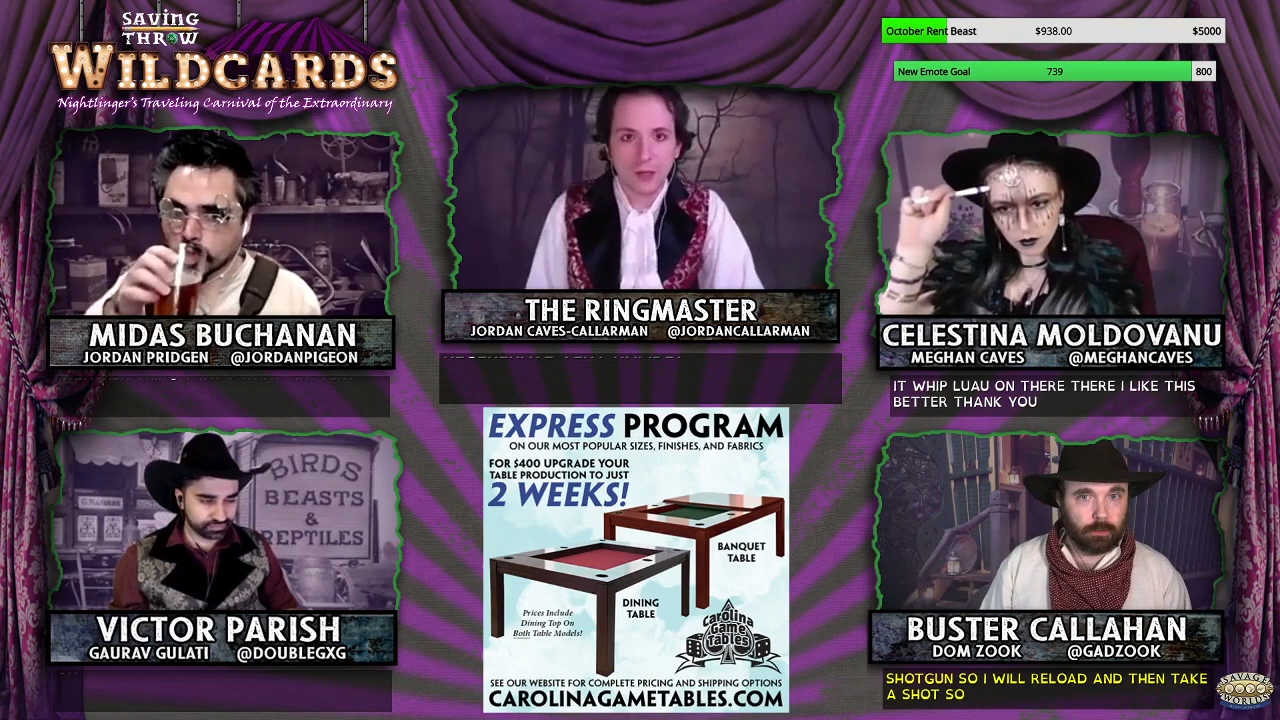 SAVING
THROW
WILDCARDS
Nightlinger's Traveling Carnival of the Extraordinary
October Rent Beast $938.00 $5000
New Emote Goal 739 800
MIDAS BUCHANAN
JORDAN PRIDGEN @JORDANPIGEON
THE RINGMASTER
JORDAN CAVES-CALLARMAN @JORDANCALLARMAN
CELESTINA MOLDOVANU
MEGHAN CAVES @MEGHANCAVES
IT WHIP LUAU ON THERE THERE I LIKE THIS
BETTER THANK YOU
BIRDS
BEASTS
&
REPTILES
VICTOR PARISH
GAURAV GULATI @DOUBLEGXG
EXPRESS PROGRAM
ON OUR MOST POPULAR SIZES, FINISHES, AND FABRICS
FOR $400 UPGRADE YOUR
TABLE PRODUCTION TO JUST
2 WEEKS!
BANQUET
TABLE
DINING
TABLE
Prices Include
Dining Top On
Both Table Models!
Carolina
Game
Tables
SEE OUR WEBSITE FOR COMPLETE PRICING AND SHIPPING OPTIONS
CAROLINAGAMETABLES.COM
BUSTER CALLAHAN
DOM ZOOK @GADZOOK
SHOTGUN SO I WILL RELOAD AND THEN TAKE
A SHOT SO
SAVAGE
WORLDS